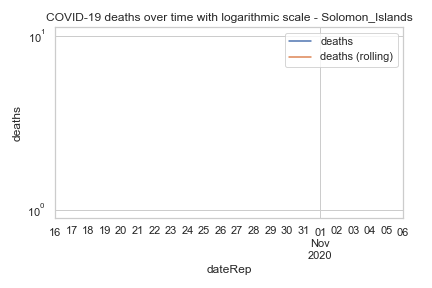 COVID-19 deaths over time with logarithmic scale - Solomon_Islands
10¹
deaths
deaths (rolling)
deaths
10⁰
16 17 18 19 20 21 22 23 24 25 26 27 28 29 30 31 01 02 03 04 05 06
Nov
2020
dateRep